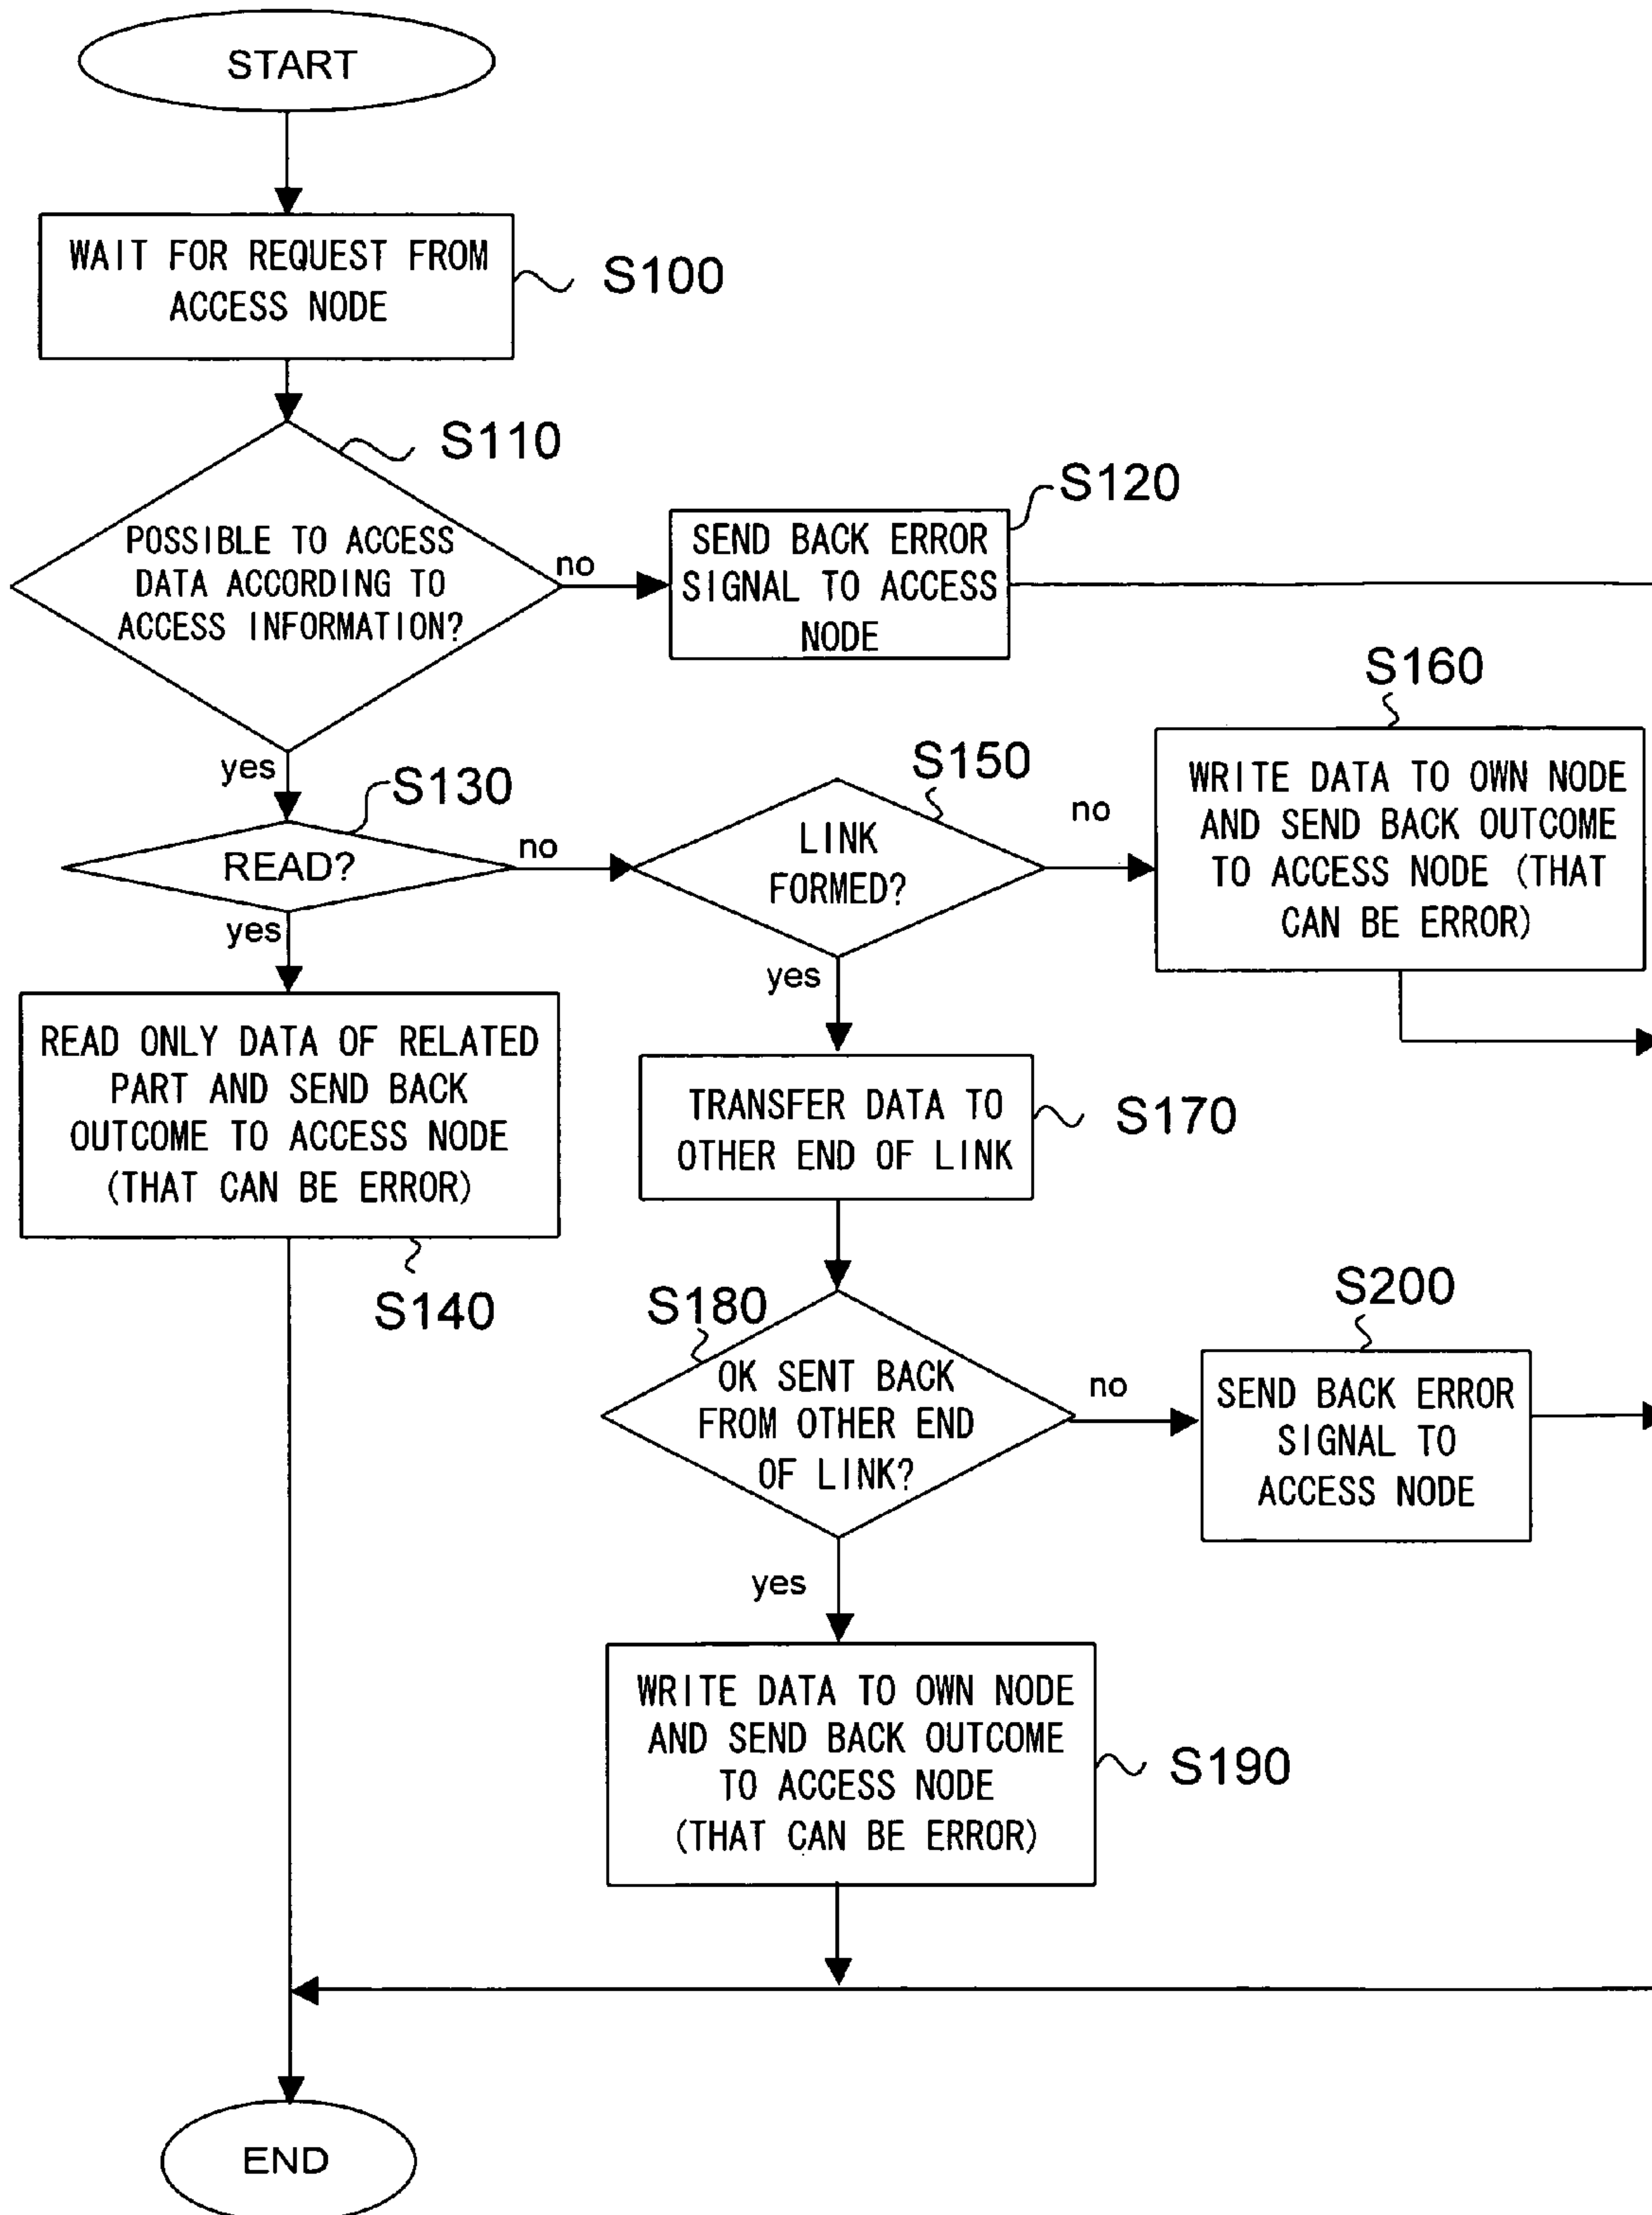 START
WAIT FOR REQUEST FROM
ACCESS NODE
S100
S110
POSSIBLE TO ACCESS
DATA ACCORDING TO
ACCESS INFORMATION?
no
S120
SEND BACK ERROR
SIGNAL TO ACCESS
NODE
yes
S130
READ?
no
S150
LINK
FORMED?
no
S160
WRITE DATA TO OWN NODE
AND SEND BACK OUTCOME
TO ACCESS NODE (THAT
CAN BE ERROR)
yes
READ ONLY DATA OF RELATED
PART AND SEND BACK
OUTCOME TO ACCESS NODE
(THAT CAN BE ERROR)
S140
yes
TRANSFER DATA TO
OTHER END OF LINK
S170
S180
OK SENT BACK
FROM OTHER END
OF LINK?
no
S200
SEND BACK ERROR
SIGNAL TO
ACCESS NODE
yes
WRITE DATA TO OWN NODE
AND SEND BACK OUTCOME
TO ACCESS NODE
(THAT CAN BE ERROR)
S190
END